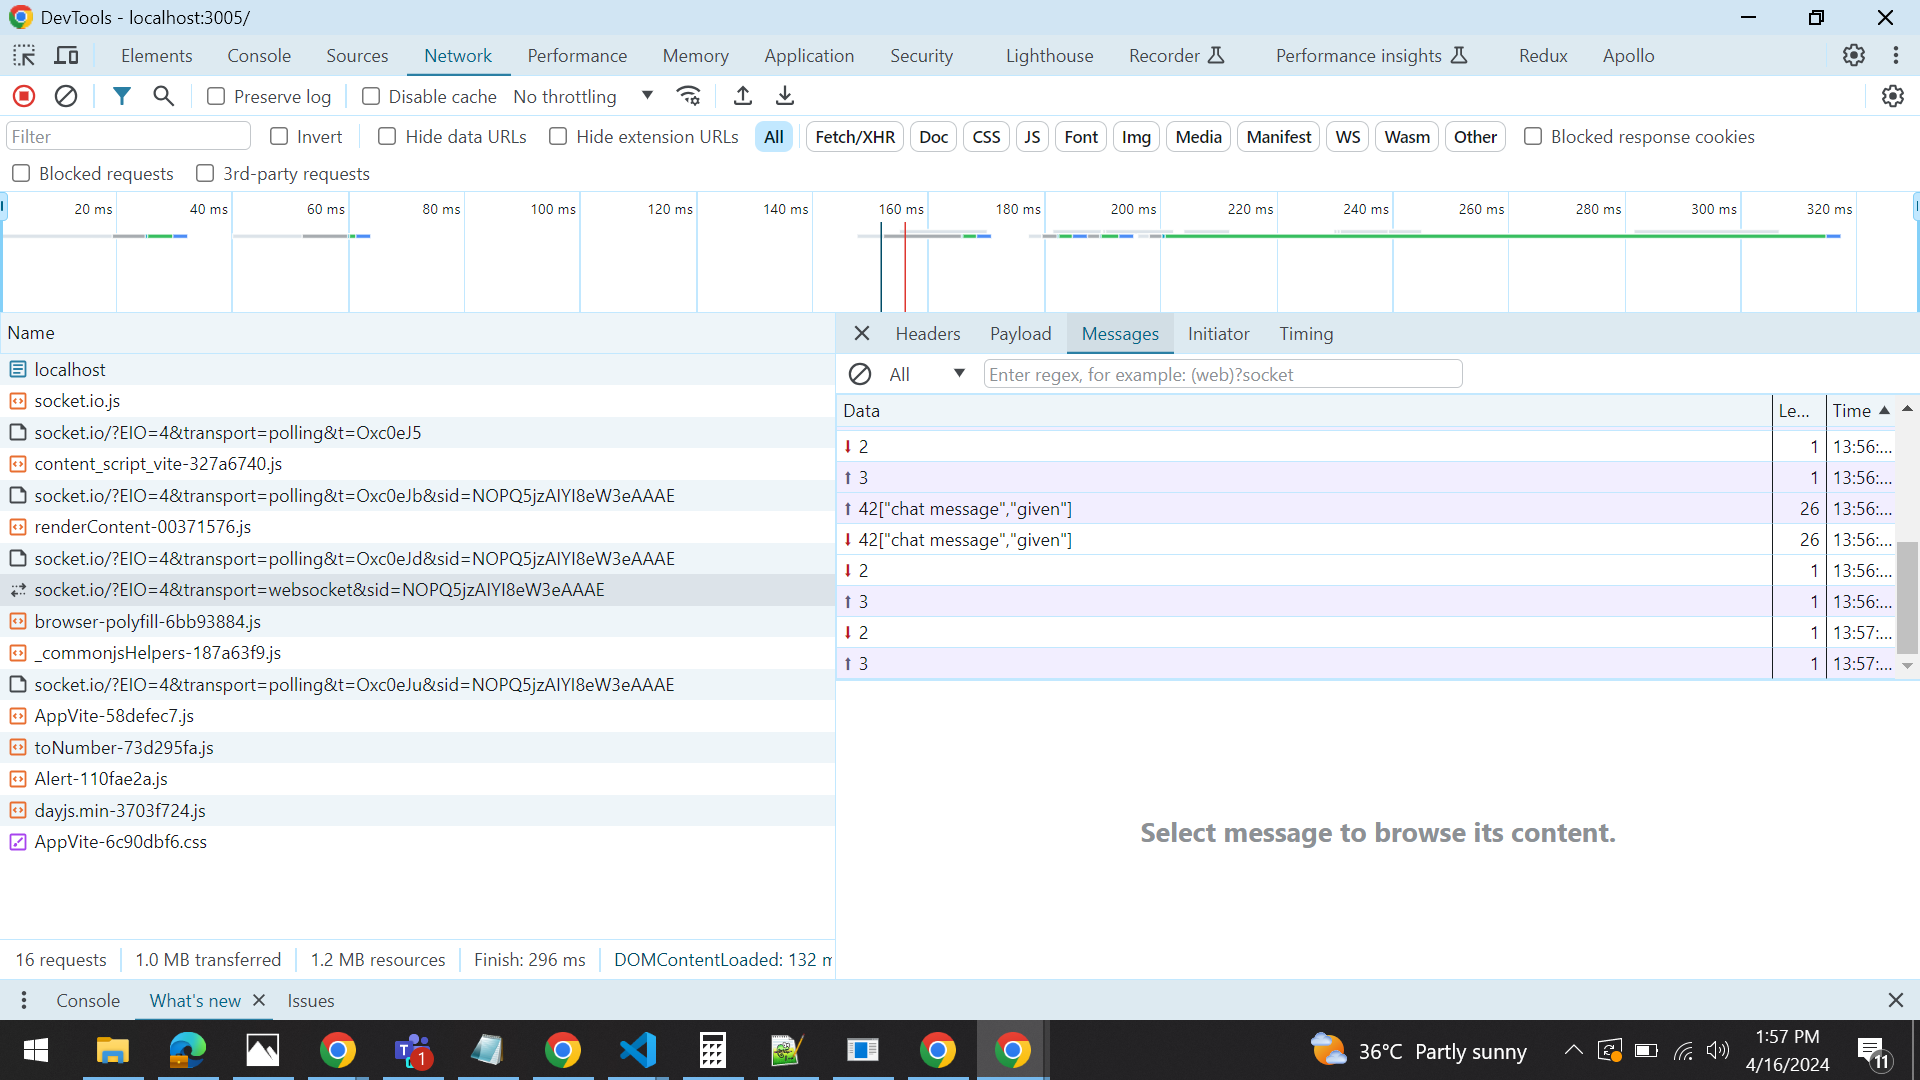 DevTools - localhost:3005/
Elements Console Sources Network Performance Memory Application Security Lighthouse Recorder Performance insights Redux Apollo
Preserve log Disable cache No throttling
Filter Invert Hide data URLs Hide extension URLs All Fetch/XHR Doc CSS JS Font Img Media Manifest WS Wasm Other Blocked response cookies
Blocked requests 3rd-party requests
20 ms 40 ms 60 ms 80 ms 100 ms 120 ms 140 ms 160 ms 180 ms 200 ms 220 ms 240 ms 260 ms 280 ms 300 ms 320 ms
Name
localhost
socket.io.js
socket.io/?EIO=4&transport=polling&t=Oxc0eJ5
content_script_vite-327a6740.js
socket.io/?EIO=4&transport=polling&t=Oxc0eJb&sid=NOPQ5jzAIYI8eW3eAAAE
renderContent-00371576.js
socket.io/?EIO=4&transport=polling&t=Oxc0eJd&sid=NOPQ5jzAIYI8eW3eAAAE
socket.io/?EIO=4&transport=websocket&sid=NOPQ5jzAIYI8eW3eAAAE
browser-polyfill-6bb93884.js
_commonjsHelpers-187a63f9.js
socket.io/?EIO=4&transport=polling&t=Oxc0eJu&sid=NOPQ5jzAIYI8eW3eAAAE
AppVite-58defec7.js
toNumber-73d295fa.js
Alert-110fae2a.js
dayjs.min-3703f724.js
AppVite-6c90dbf6.css
16 requests 1.0 MB transferred 1.2 MB resources Finish: 296 ms DOMContentLoaded: 132 m
Headers Payload Messages Initiator Timing
All Enter regex, for example: (web)?socket
Data Le... Time
2 1 13:56:...
3 1 13:56:...
42["chat message","given"] 26 13:56:...
42["chat message","given"] 26 13:56:...
2 1 13:56:...
3 1 13:56:...
2 1 13:57:...
3 1 13:57:...
Select message to browse its content.
Console What's new Issues
1
36°C Partly sunny
1:57 PM
4/16/2024
11